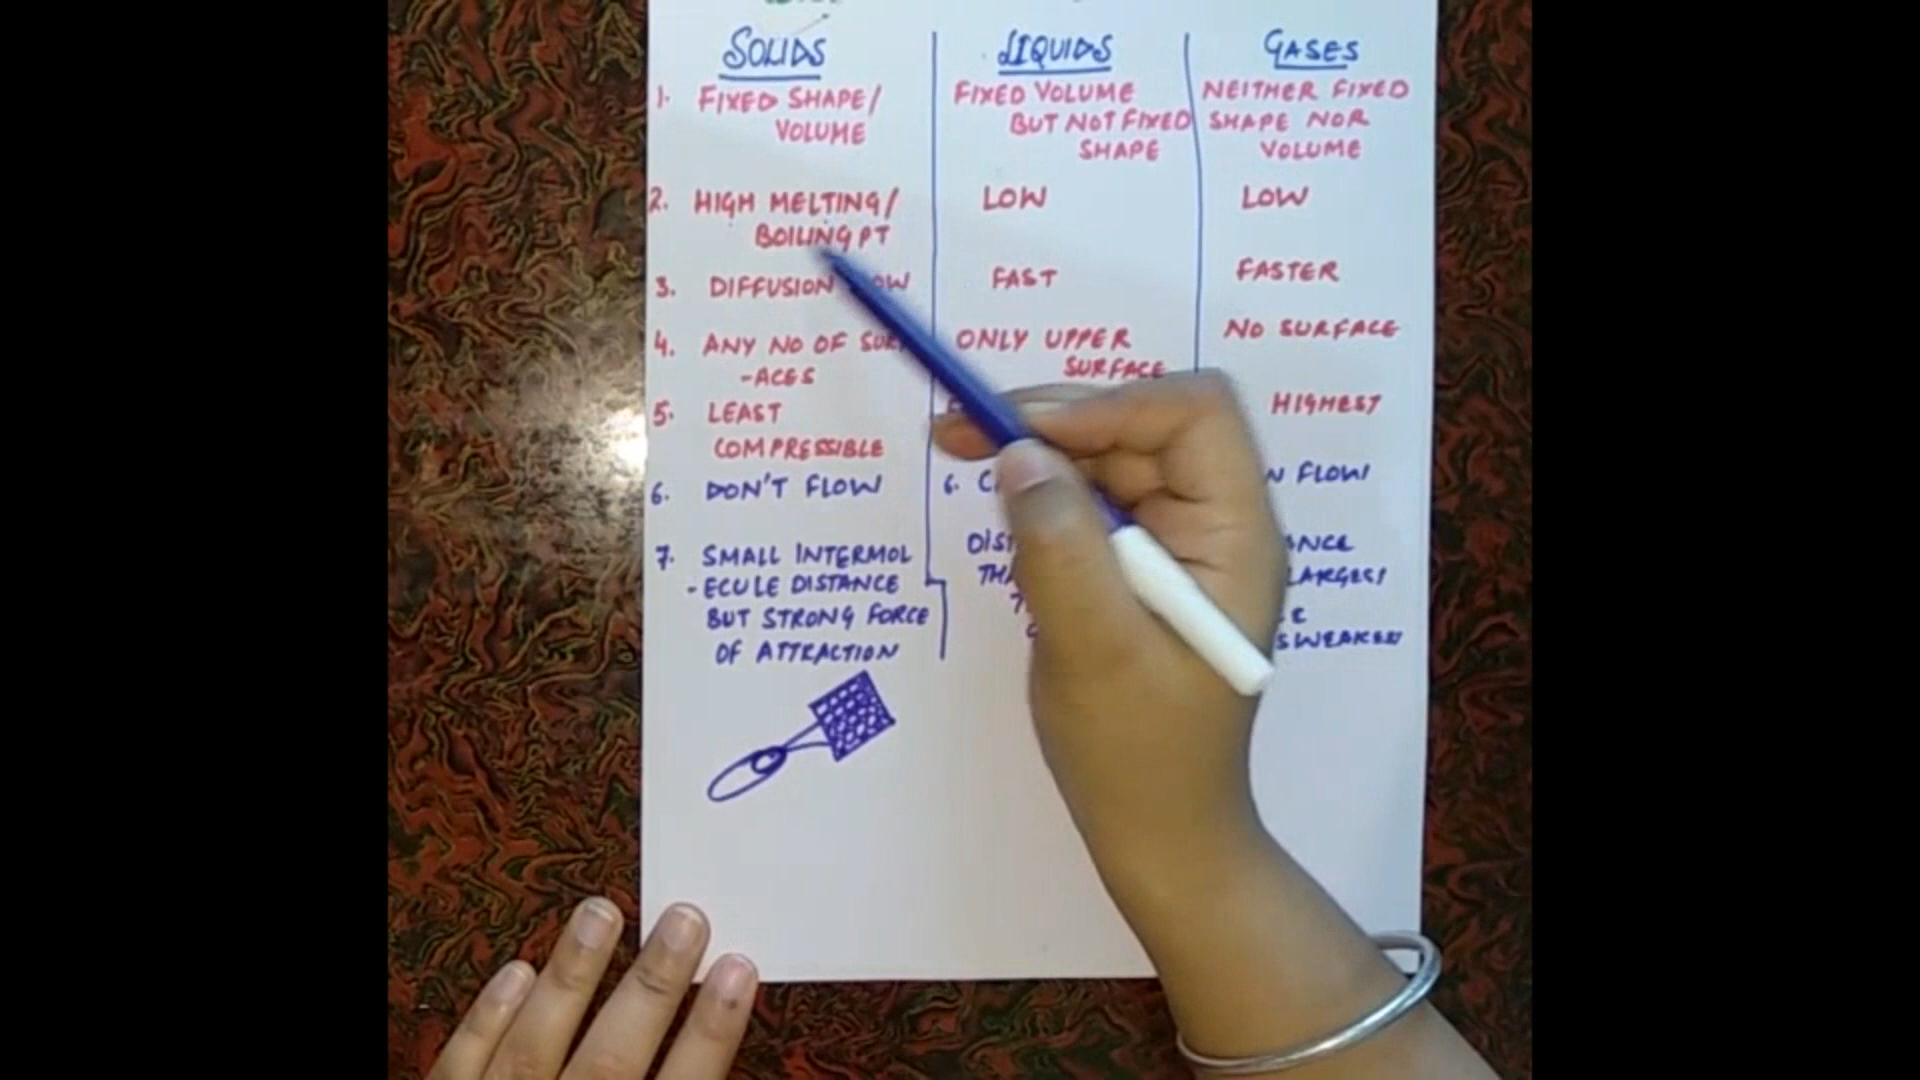 SOLIDS
1. FIXED SHAPE/
VOLUME
2. HIGH MELTING/
BOILING PT
3. DIFFUSION
4. ANY NO OF
-ACES
5. LEAST
COMPRESSIBLE
6. DON'T FLOW
7. SMALL INTERMOL
-ECULE DISTANCE
BUT STRONG FORCE
OF ATTRACTION
LIQUIDS
FIXED VOLUME
BUT NOT FIXED
SHAPE
LOW
FAST
ONLY UPPER
SURFACE
6.
GASES
NEITHER FIXED
SHAPE NOR
VOLUME
LOW
FASTER
NO SURFACE
HIGHEST
FLOW